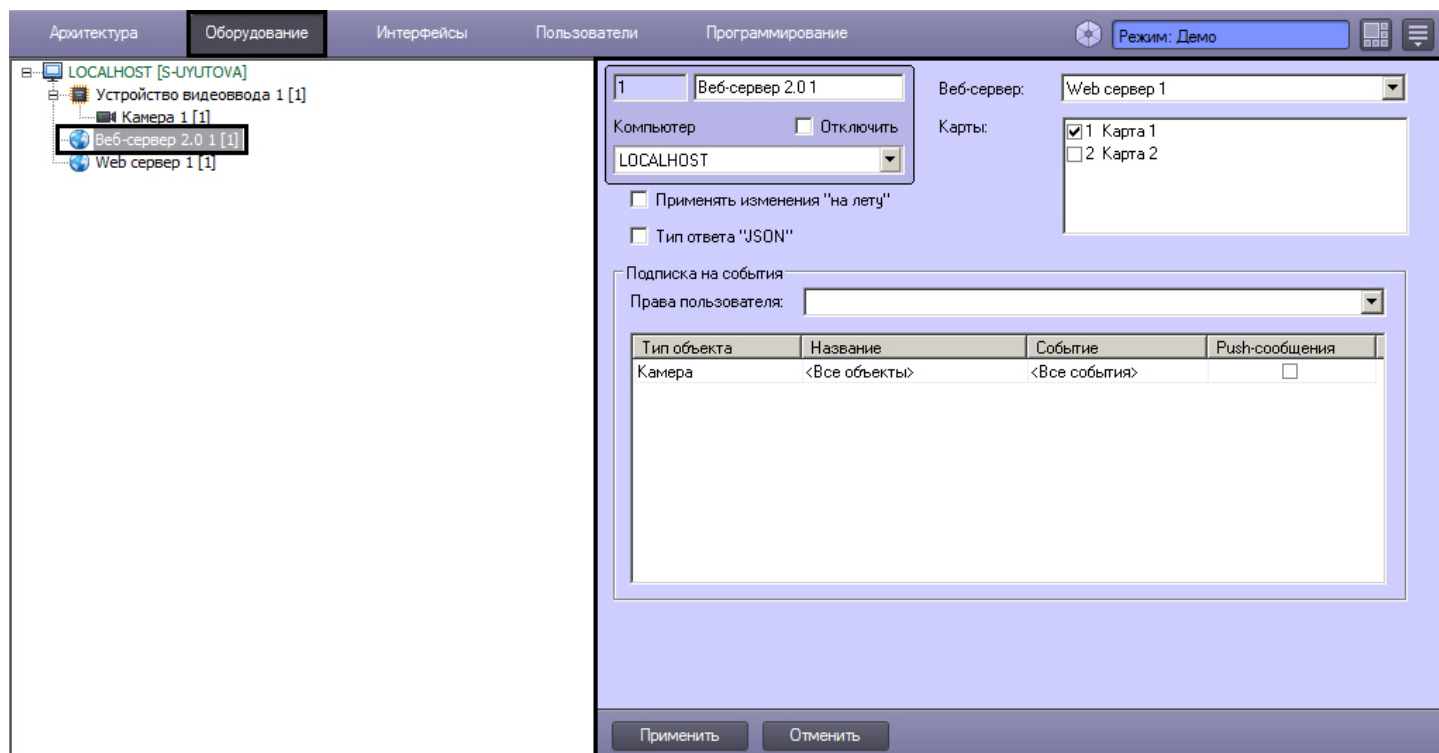 Архитектура Оборудование Интерфейсы Пользователи Программирование Режим: Демо
LOCALHOST [S-UYUTOVA]
Устройство видеоввода 1 [1]
Камера 1 [1]
Веб-сервер 2.0 1 [1]
Web сервер 1 [1]
1 Веб-сервер 2.0 1 Веб-сервер: Web сервер 1
Компьютер Отключить Карты: 1 Карта 1
LOCALHOST 2 Карта 2
Применять изменения "на лету"
Тип ответа "JSON"
Подписка на события
Права пользователя:
Тип объекта Название Событие Push-сообщения
Камера <Все объекты> <Все события>
Применить Отменить